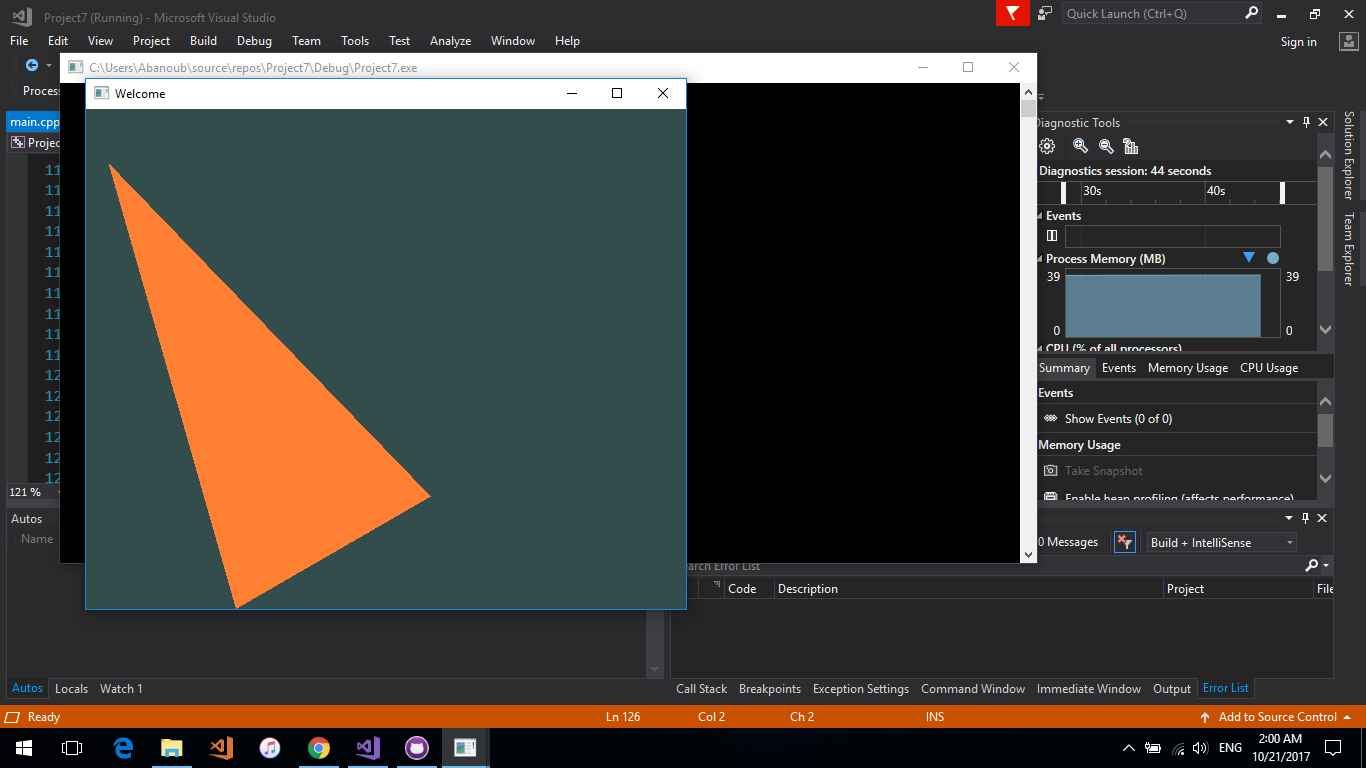 Project7 (Running) - Microsoft Visual Studio
Quick Launch (Ctrl+Q)
File Edit View Project Build Debug Team Tools Test Analyze Window Help
Sign in
C:\Users\Abanoub\source\repos\Project7\Debug\Project7.exe
Welcome
main.cpp
Diagnostic Tools
Diagnostics session: 44 seconds
30s 40s
Events
Process Memory (MB)
39 39
0 0
CPU (% of all processors)
Summary Events Memory Usage CPU Usage
Events
Show Events (0 of 0)
Memory Usage
Take Snapshot
Enable heap profiling (affects performance)
Solution Explorer
Team Explorer
11
11
11
11
11
11
11
11
11
11
12
12
12
12
12
12
121 %
Autos
Name
0 Messages
Build + IntelliSense
Error List
Code Description Project File
Autos Locals Watch 1
Call Stack Breakpoints Exception Settings Command Window Immediate Window Output Error List
Ready Ln 126 Col 2 Ch 2 INS Add to Source Control
ENG
2:00 AM
10/21/2017